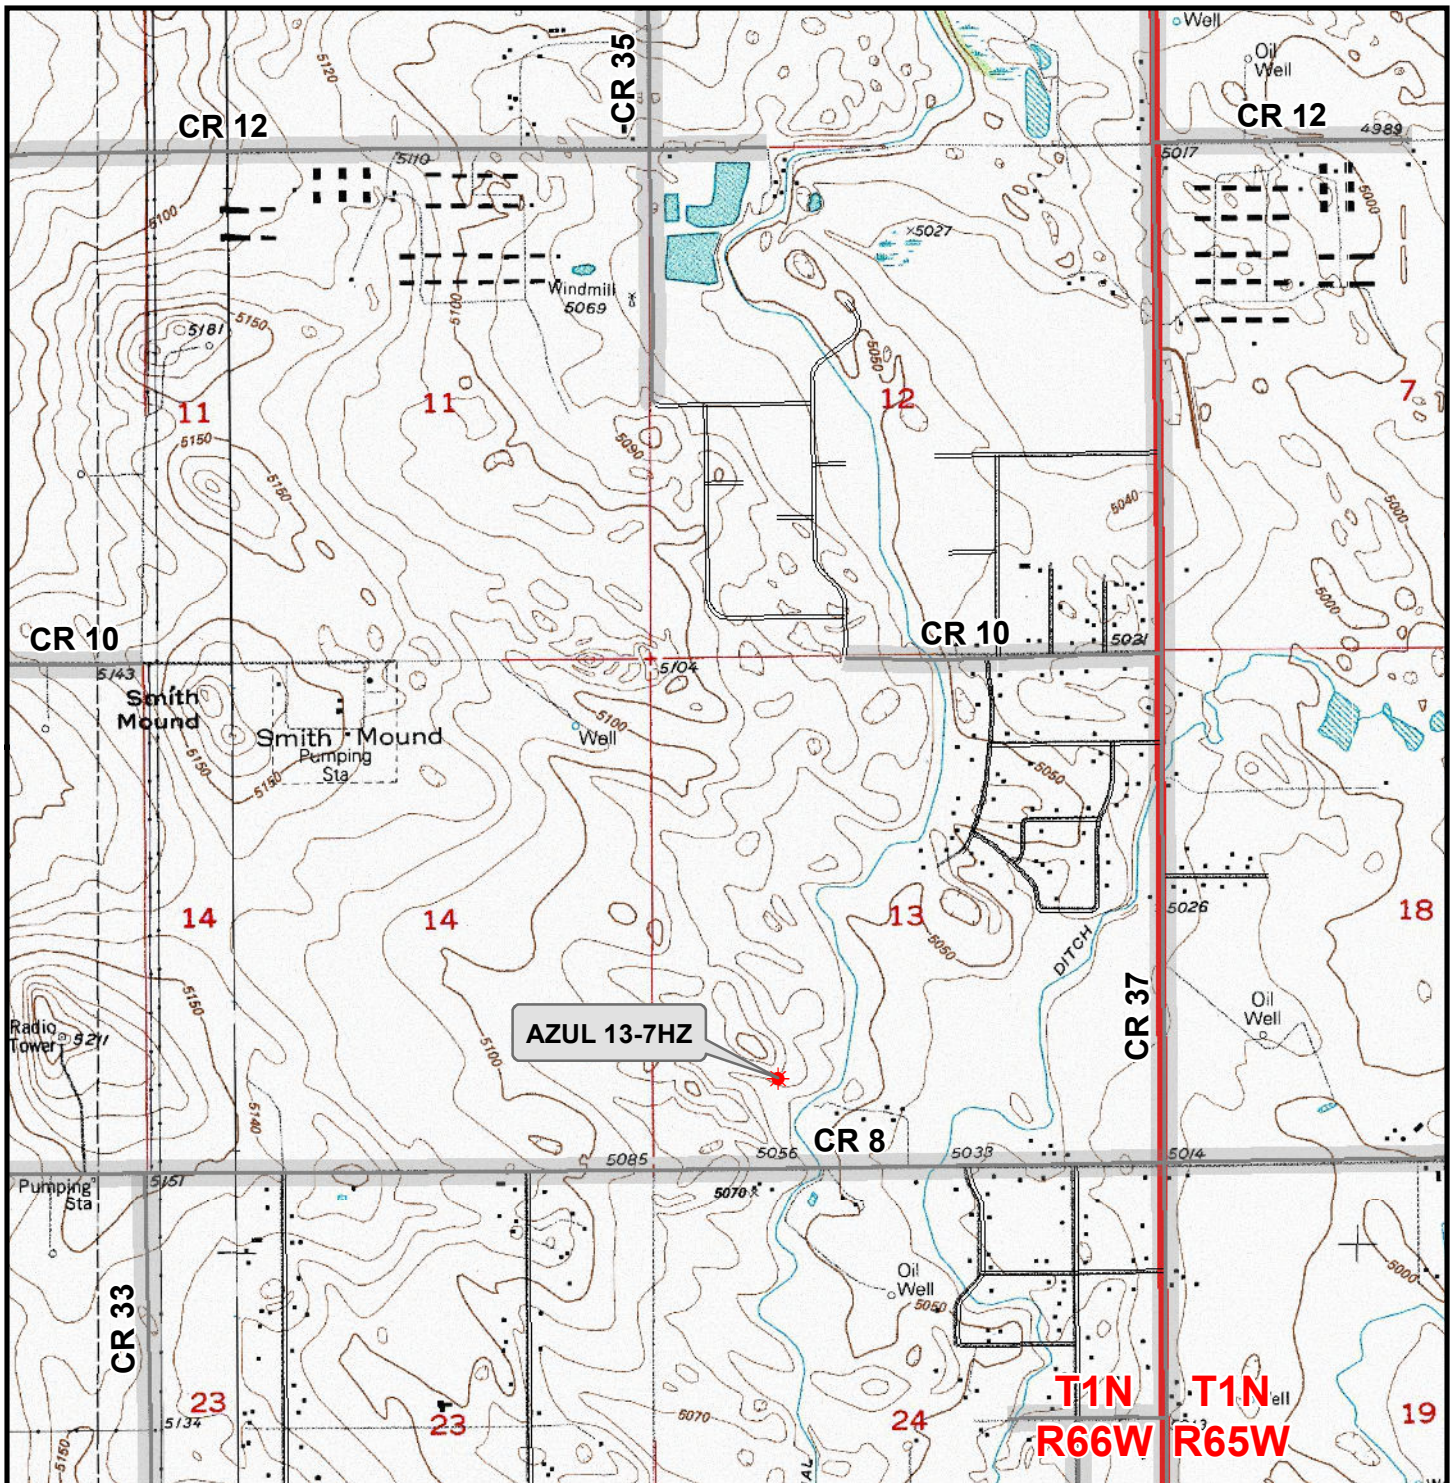 Well
Oil
Well
5120
CR 35
CR 12
CR 12
4989
5110
5017
5100
5000
×5027
Windmill
5069
5100
5150
5181
5050
11
11
12
7
5150
5090
5150
5040
5000
5000
CR 10
CR 10
5021
5143
5104
Smith
Mound
5100
Well
Smith Mound
Pumping
Sta
5150
5150
5050
14
14
13
18
5026
5050
DITCH
5150
CR 37
Oil
Well
Radio
Tower
5211
AZUL 13-7HZ
5100
5140
CR 8
5085
5056
5033
5014
5151
Pumping
Sta
5070
Oil
Well
5050
5000
CR 33
T1N
T1N
23
23
24
19
5134
5070
R66W
R65W
5150